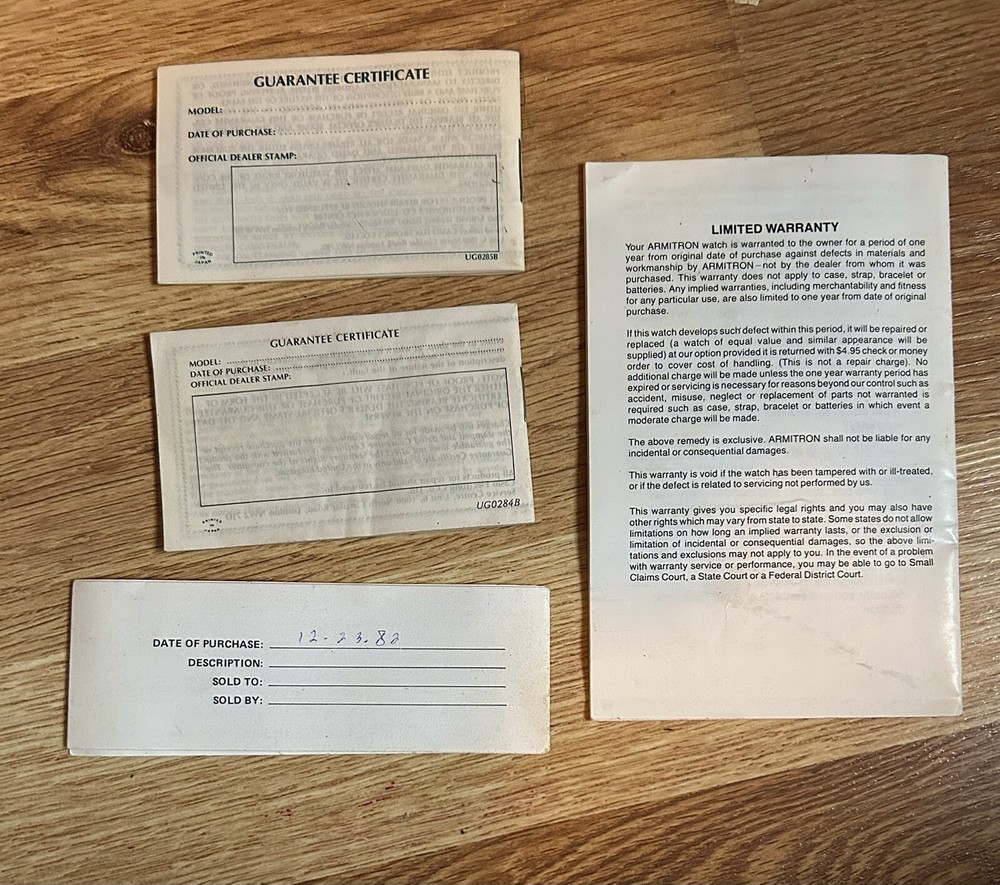 GUARANTEE CERTIFICATE
MODEL:
DATE OF PURCHASE:
OFFICIAL DEALER STAMP:
PRINTED
IN
JAPAN
UG0285B
GUARANTEE CERTIFICATE
MODEL:
DATE OF PURCHASE:
OFFICIAL DEALER STAMP:
PRINTED
IN
JAPAN
UG0284B
DATE OF PURCHASE: 12-23.82
DESCRIPTION:
SOLD TO:
SOLD BY:
LIMITED WARRANTY
Your ARMITRON watch is warranted to the owner for a period of one
year from original date of purchase against defects in materials and
workmanship by ARMITRON—not by the dealer from whom it was
purchased. This warranty does not apply to case, strap, bracelet or
batteries. Any implied warranties, including merchantability and fitness
for any particular use, are also limited to one year from date of original
purchase.
If this watch develops such defect within this period, it will be repaired or
replaced (a watch of equal value and similar appearance will be
supplied) at our option provided it is returned with $4.95 check or money
order to cover cost of handling. (This is not a repair charge). No
additional charge will be made unless the one year warranty period has
expired or servicing is necessary for reasons beyond our control such as
accident, misuse, neglect or replacement of parts not warranted is
required such as case, strap, bracelet or batteries in which event a
moderate charge will be made.
The above remedy is exclusive. ARMITRON shall not be liable for any
incidental or consequential damages.
This warranty is void if the watch has been tampered with or ill-treated,
or if the defect is related to servicing not performed by us.
This warranty gives you specific legal rights and you may also have
other rights which may vary from state to state. Some states do not allow
limitations on how long an implied warranty lasts, or the exclusion or
limitation of incidental or consequential damages, so the above limi-
tations and exclusions may not apply to you. In the event of a problem
with warranty service or performance, you may be able to go to Small
Claims Court, a State Court or a Federal District Court.